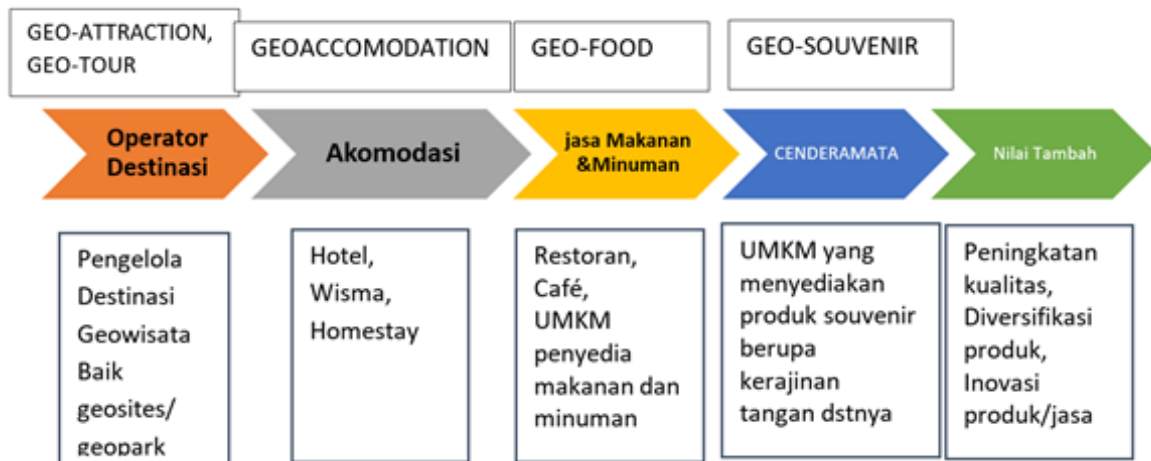 GEO-ATTRACTION,
GEO-TOUR
GEOACCOMODATION
GEO-FOOD
GEO-SOUVENIR
Operator
Destinasi
Akomodasi
jasa Makanan
&Minuman
CENDERAMATA
Nilai Tambah
Pengelola
Destinasi
Geowisata
Baik
geosites/
geopark
Hotel,
Wisma,
Homestay
Restoran,
Café,
UMKM
penyedia
makanan dan
minuman
UMKM yang
menyediakan
produk souvenir
berupa
kerajinan
tangan dstnya
Peningkatan
kualitas,
Diversifikasi
produk,
Inovasi
produk/jasa